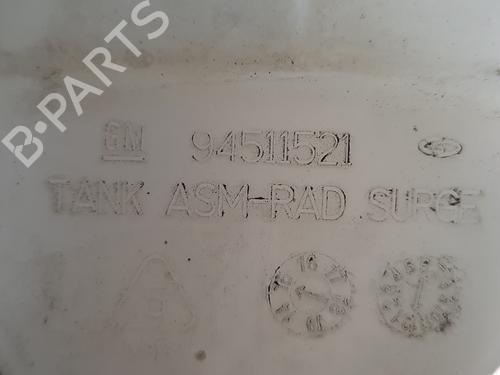 B-PARTS
GM 94511521
TANK ASM-RAD SURGE